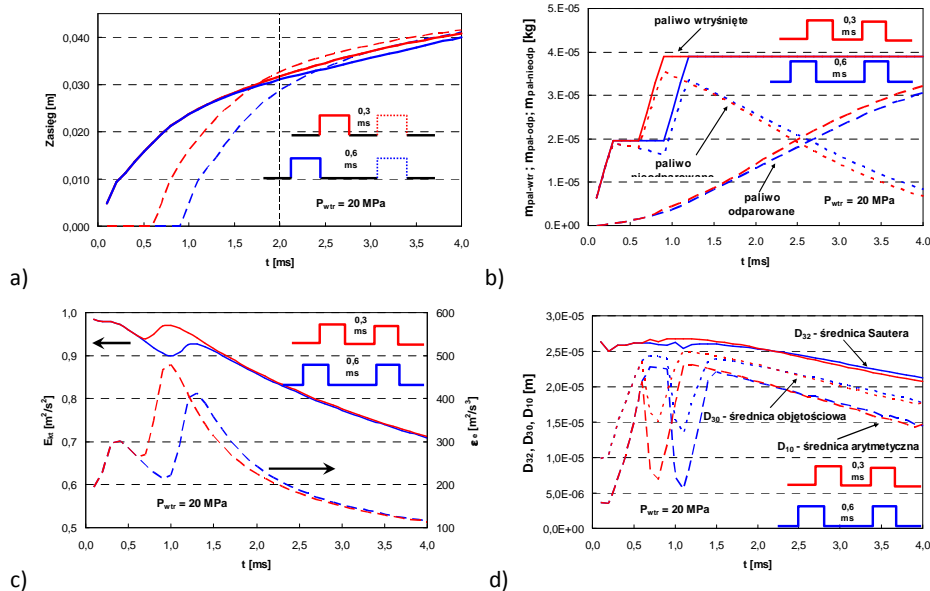 0,040
0,030
0,020
0,010
0,000
Zasięg [m]
0,3
ms
0,6
ms
P wtr = 20 MPa
0,0 0,5 1,0 1,5 2,0 2,5 3,0 3,5 4,0
t [ms]
a)
5.E-05
4.E-05
3.E-05
2.E-05
1.E-05
0.E+00
m pal-wtr ; m pal-odp; m pal-nieodp [kg]
paliwo wtryśnięte
0,3
ms
0,6
ms
paliwo
nieodparowane
paliwo
odparowane
P wtr = 20 MPa
0,0 0,5 1,0 1,5 2,0 2,5 3,0 3,5 4,0
t [ms]
b)
1,0
0,9
0,8
0,7
0,6
0,5
E kt [m²/s²]
600
500
400
300
200
100
ε e [m²/s³]
0,3
ms
0,6
ms
P wtr = 20 MPa
0,0 0,5 1,0 1,5 2,0 2,5 3,0 3,5 4,0
t [ms]
c)
3,0E-05
2,5E-05
2,0E-05
1,5E-05
1,0E-05
5,0E-06
0,0E+00
D 32, D 30, D 10 [m]
D 32 - średnica Sautera
D 30 - średnica objętościowa
D 10 - średnica arytmetyczna
0,3
ms
0,6
ms
P wtr = 20 MPa
0,0 0,5 1,0 1,5 2,0 2,5 3,0 3,5 4,0
t [ms]
d)